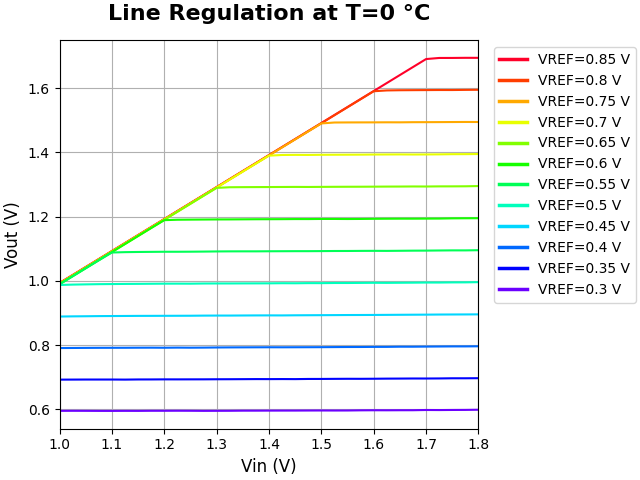 Line Regulation at T=0 °C
Vout (V)
1.6
1.4
1.2
1.0
0.8
0.6
1.0 1.1 1.2 1.3 1.4 1.5 1.6 1.7 1.8
Vin (V)
VREF=0.85 V
VREF=0.8 V
VREF=0.75 V
VREF=0.7 V
VREF=0.65 V
VREF=0.6 V
VREF=0.55 V
VREF=0.5 V
VREF=0.45 V
VREF=0.4 V
VREF=0.35 V
VREF=0.3 V